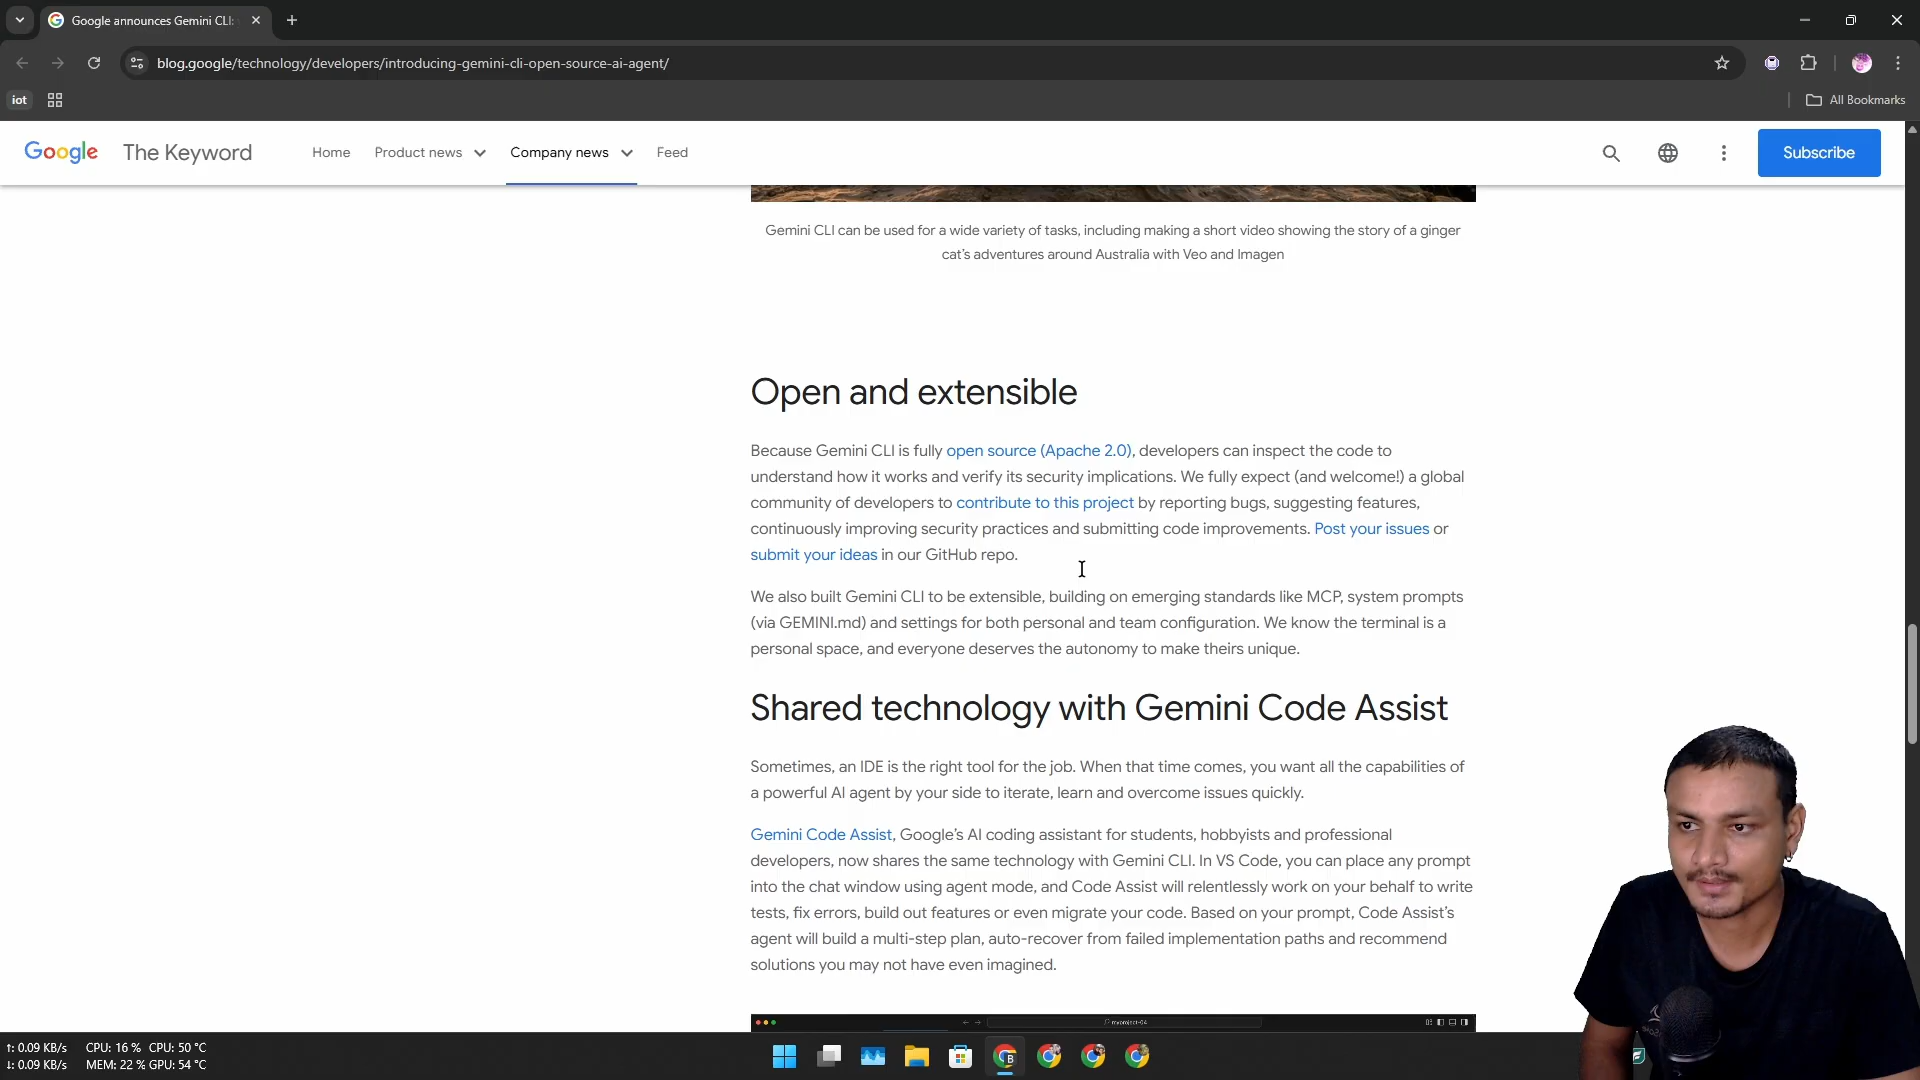 Google announces Gemini CLI:
blog.google/technology/developers/introducing-gemini-cli-open-source-ai-agent/
iot
All Bookmarks
Google The Keyword Home Product news Company news Feed Subscribe
Gemini CLI can be used for a wide variety of tasks, including making a short video showing the story of a ginger
cat's adventures around Australia with Veo and Imagen
Open and extensible
Because Gemini CLI is fully open source (Apache 2.0), developers can inspect the code to
understand how it works and verify its security implications. We fully expect (and welcome!) a global
community of developers to contribute to this project by reporting bugs, suggesting features,
continuously improving security practices and submitting code improvements. Post your issues or
submit your ideas in our GitHub repo.
We also built Gemini CLI to be extensible, building on emerging standards like MCP, system prompts
(via GEMINI.md) and settings for both personal and team configuration. We know the terminal is a
personal space, and everyone deserves the autonomy to make theirs unique.
Shared technology with Gemini Code Assist
Sometimes, an IDE is the right tool for the job. When that time comes, you want all the capabilities of
a powerful AI agent by your side to iterate, learn and overcome issues quickly.
Gemini Code Assist, Google's AI coding assistant for students, hobbyists and professional
developers, now shares the same technology with Gemini CLI. In VS Code, you can place any prompt
into the chat window using agent mode, and Code Assist will relentlessly work on your behalf to write
tests, fix errors, build out features or even migrate your code. Based on your prompt, Code Assist's
agent will build a multi-step plan, auto-recover from failed implementation paths and recommend
solutions you may not have even imagined.
myproject-04
↑: 0.09 KB/s CPU: 16 % CPU: 50 °C
↓: 0.09 KB/s MEM: 22 % GPU: 54 °C